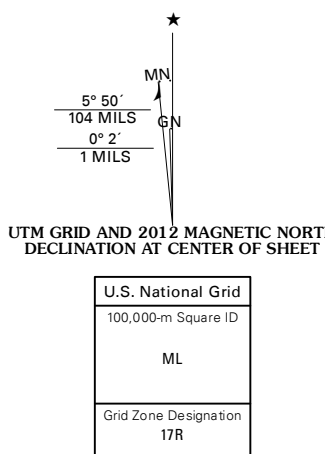 ★
MN
5° 50´
104 MILS
GN
0° 2´
1 MILS
UTM GRID AND 2012 MAGNETIC NORT
DECLINATION AT CENTER OF SHEET
U.S. National Grid
100,000-m Square ID
ML
Grid Zone Designation
17R